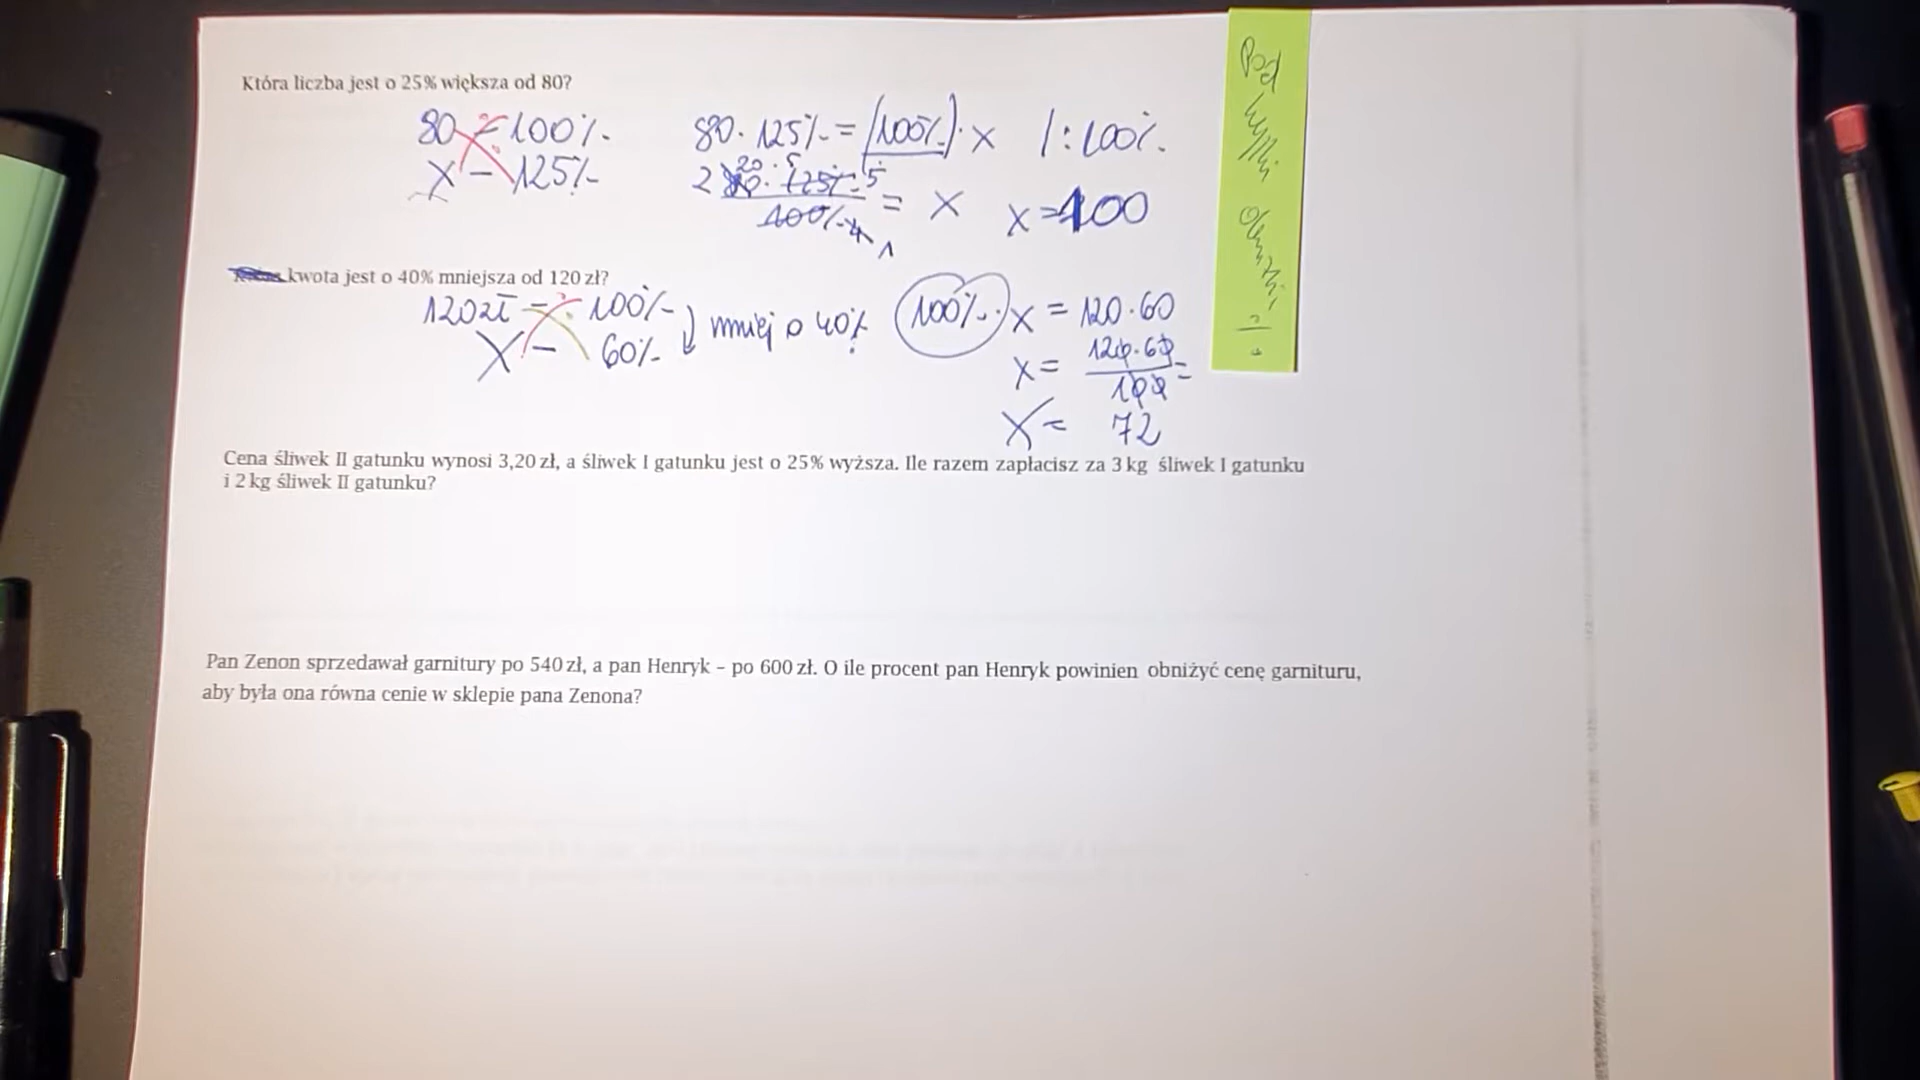 Która liczba jest o 25% większa od 80?
80 - 100% 80 · 125% = 100% · x /:100%
x - 125%
= x x = 100
kwota jest o 40% mniejsza od 120 zł?
120zł - 100% mniej o 40% 100% · x = 120·60
x - 60%
x = 120·60 / 100 =
x = 72
Cena śliwek II gatunku wynosi 3,20 zł, a śliwek I gatunku jest o 25% wyższa. Ile razem zapłacisz za 3 kg śliwek I gatunku
i 2 kg śliwek II gatunku?
Pan Zenon sprzedawał garnitury po 540 zł, a pan Henryk – po 600 zł. O ile procent pan Henryk powinien obniżyć cenę garnituru,
aby była ona równa cenie w sklepie pana Zenona?
Pod